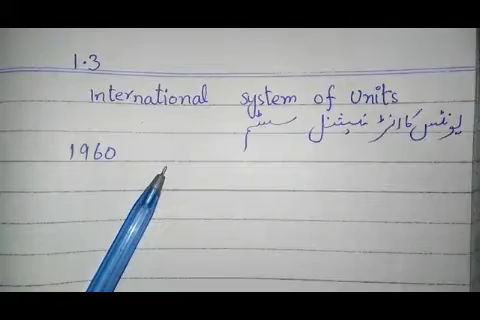 1.3
International system of Units
یونٹس کا انٹرنیشنل سسٹم
1960